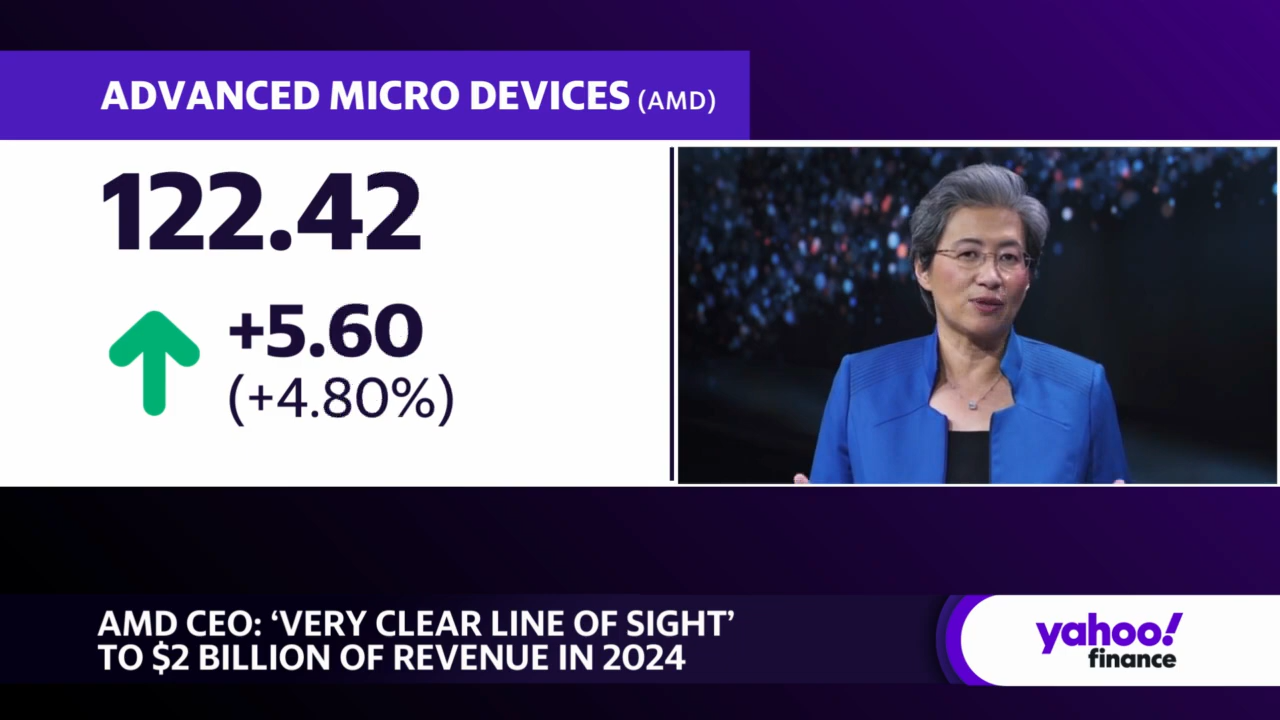 ADVANCED MICRO DEVICES (AMD)
122.42
+5.60
(+4.80%)
AMD CEO: ‘VERY CLEAR LINE OF SIGHT’
TO $2 BILLION OF REVENUE IN 2024
yahoo!
finance